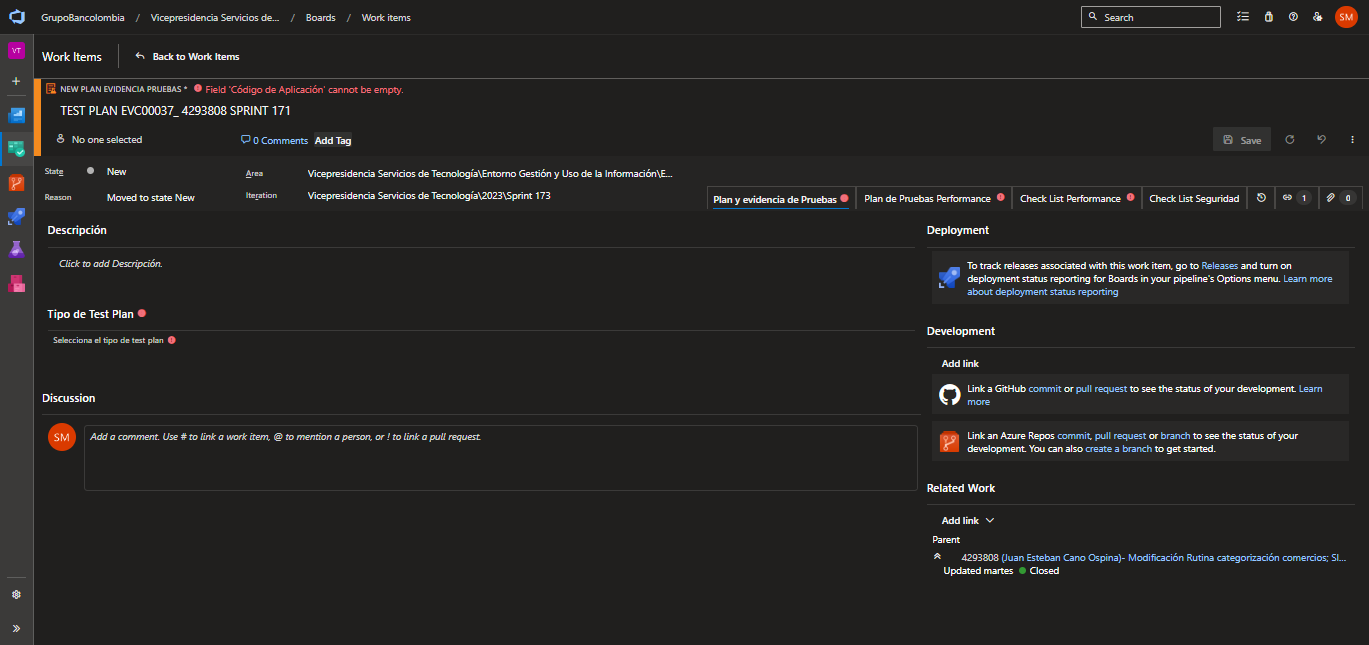 GrupoBancolombia / Vicepresidencia Servicios de... / Boards / Work items
Search
SM
VT
Work Items
Back to Work Items
NEW PLAN EVIDENCIA PRUEBAS * Field 'Código de Aplicación' cannot be empty.
TEST PLAN EVC00037_ 4293808 SPRINT 171
No one selected
0 Comments
Add Tag
Save
State
New
Area
Vicepresidencia Servicios de Tecnología\Entorno Gestión y Uso de la Información\E...
Reason
Moved to state New
Iteration
Vicepresidencia Servicios de Tecnología\2023\Sprint 173
Plan y evidencia de Pruebas
Plan de Pruebas Performance
Check List Performance
Check List Seguridad
1
0
Descripción
Click to add Descripción.
Tipo de Test Plan
Selecciona el tipo de test plan
Discussion
SM
Add a comment. Use # to link a work item, @ to mention a person, or ! to link a pull request.
Deployment
To track releases associated with this work item, go to Releases and turn on
deployment status reporting for Boards in your pipeline's Options menu. Learn more
about deployment status reporting
Development
Add link
Link a GitHub commit or pull request to see the status of your development. Learn
more
Link an Azure Repos commit, pull request or branch to see the status of your
development. You can also create a branch to get started.
Related Work
Add link
Parent
4293808 (Juan Esteban Cano Ospina)- Modificación Rutina categorización comercios; SI...
Updated martes Closed